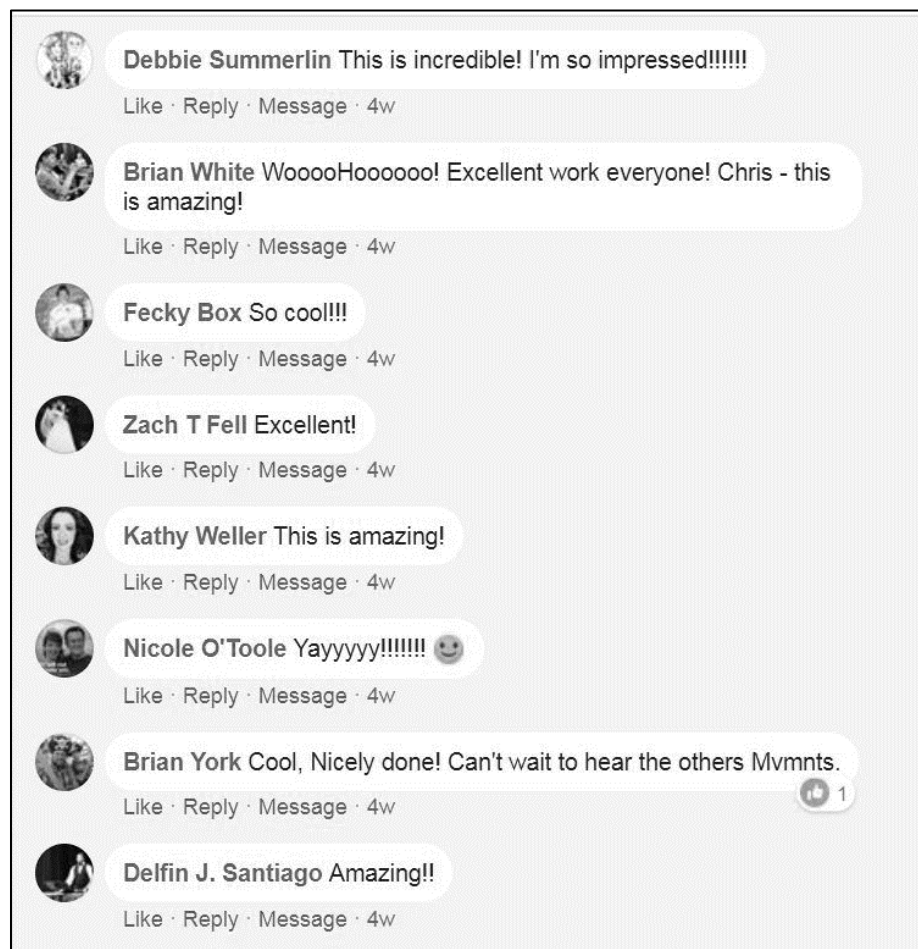 Debbie Summerlin This is incredible! I'm so impressed!!!!!!
Like · Reply · Message · 4w
Brian White WooooHoooooo! Excellent work everyone! Chris - this
is amazing!
Like · Reply · Message · 4w
Fecky Box So cool!!!
Like · Reply · Message · 4w
Zach T Fell Excellent!
Like · Reply · Message · 4w
Kathy Weller This is amazing!
Like · Reply · Message · 4w
Nicole O'Toole Yayyyyy!!!!!!! 🙂
Like · Reply · Message · 4w
Brian York Cool, Nicely done! Can't wait to hear the others Mvmnts.
1
Like · Reply · Message · 4w
Delfin J. Santiago Amazing!!
Like · Reply · Message · 4w